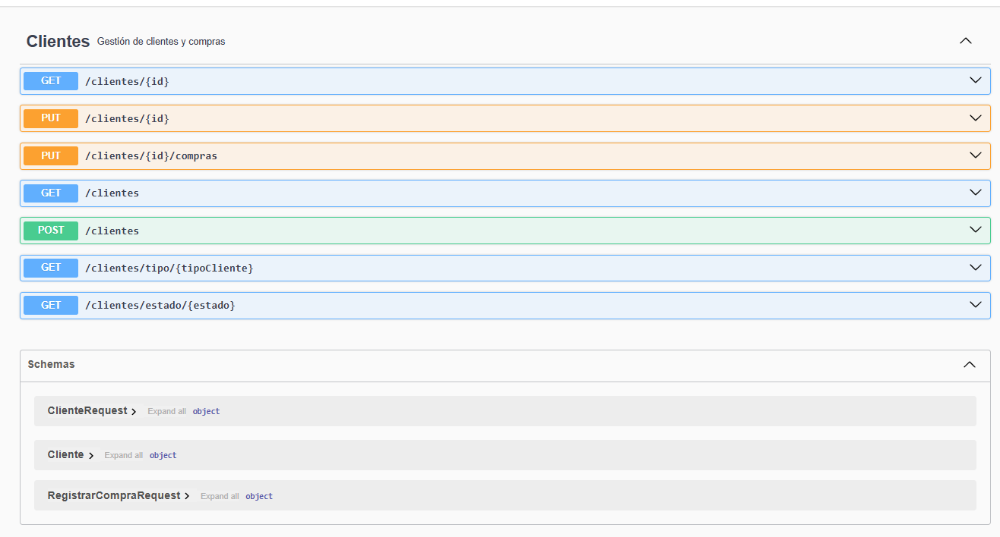 Clientes Gestión de clientes y compras
GET /clientes/{id}
PUT /clientes/{id}
PUT /clientes/{id}/compras
GET /clientes
POST /clientes
GET /clientes/tipo/{tipoCliente}
GET /clientes/estado/{estado}
Schemas
ClienteRequest Expand all object
Cliente Expand all object
RegistrarCompraRequest Expand all object